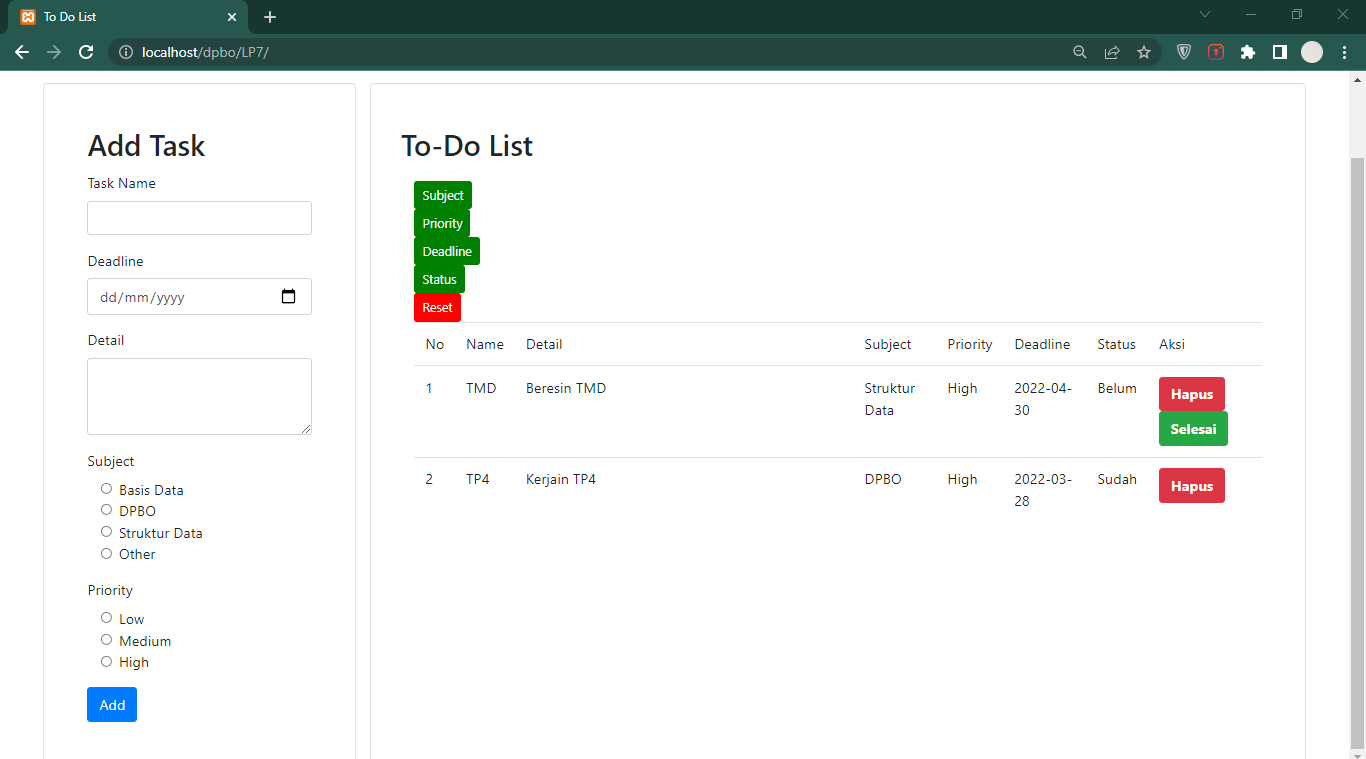 To Do List
localhost/dpbo/LP7/
Add Task
Task Name
Deadline
dd/mm/yyyy
Detail
Subject
Basis Data
DPBO
Struktur Data
Other
Priority
Low
Medium
High
Add
To-Do List
Subject
Priority
Deadline
Status
Reset
No Name Detail Subject Priority Deadline Status Aksi
1 TMD Beresin TMD Struktur High 2022-04- Belum Hapus
Data 30 Selesai
2 TP4 Kerjain TP4 DPBO High 2022-03- Sudah Hapus
28